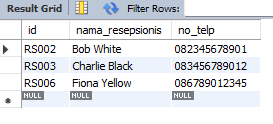 Result Grid Filter Rows:
id nama_resepsionis no_telp
RS002 Bob White 082345678901
RS003 Charlie Black 083456789012
RS006 Fiona Yellow 086789012345
NULL NULL NULL